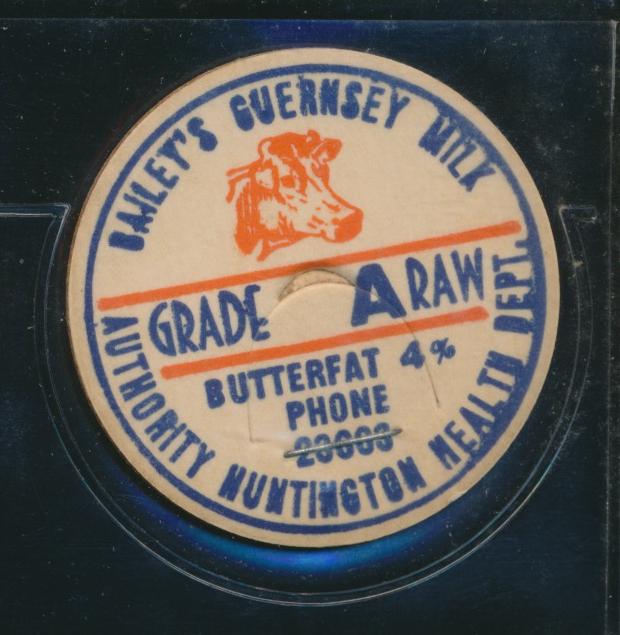 BAILEY'S GUERNSEY MILK
GRADE A RAW
BUTTERFAT 4%
PHONE
AUTHORITY HUNTINGTON HEALTH DEPT.